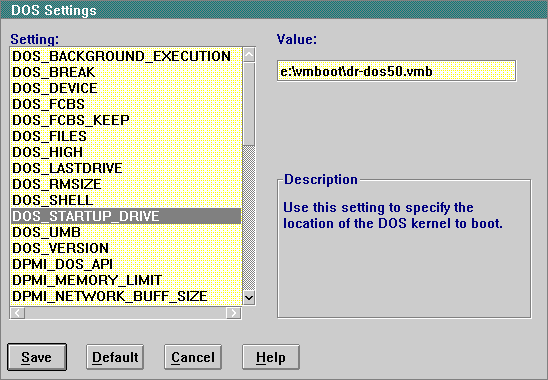 DOS Settings
Setting:
DOS_BACKGROUND_EXECUTION
DOS_BREAK
DOS_DEVICE
DOS_FCBS
DOS_FCBS_KEEP
DOS_FILES
DOS_HIGH
DOS_LASTDRIVE
DOS_RMSIZE
DOS_SHELL
DOS_STARTUP_DRIVE
DOS_UMB
DOS_VERSION
DPMI_DOS_API
DPMI_MEMORY_LIMIT
DPMI_NETWORK_BUFF_SIZE
Value:
e:\vmboot\dr-dos50.vmb
Description
Use this setting to specify the
location of the DOS kernel to boot.
Save
Default
Cancel
Help